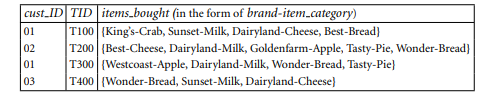 cust_ID TID items_bought (in the form of brand-item_category)
01 T100 {King's-Crab, Sunset-Milk, Dairyland-Cheese, Best-Bread}
02 T200 {Best-Cheese, Dairyland-Milk, Goldenfarm-Apple, Tasty-Pie, Wonder-Bread}
01 T300 {Westcoast-Apple, Dairyland-Milk, Wonder-Bread, Tasty-Pie}
03 T400 {Wonder-Bread, Sunset-Milk, Dairyland-Cheese}